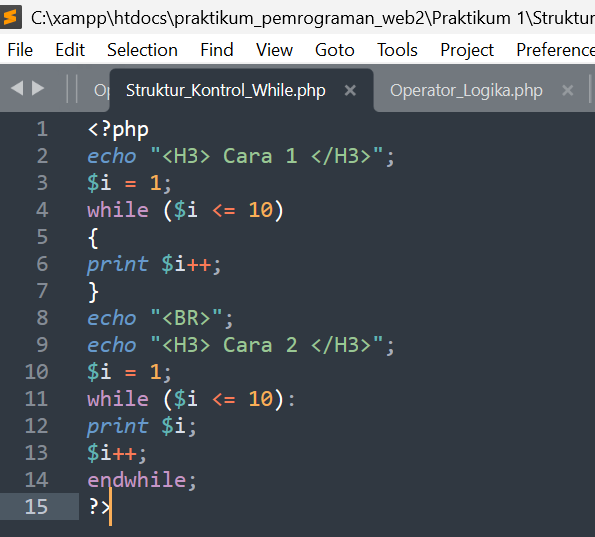 C:\xampp\htdocs\praktikum_pemrograman_web2\Praktikum 1\Struktur
File Edit Selection Find View Goto Tools Project Preference
Op Struktur_Kontrol_While.php × Operator_Logika.php ×
1 <?php
2 echo "<H3> Cara 1 </H3>";
3 $i = 1;
4 while ($i <= 10)
5 {
6 print $i++;
7 }
8 echo "<BR>";
9 echo "<H3> Cara 2 </H3>";
10 $i = 1;
11 while ($i <= 10):
12 print $i;
13 $i++;
14 endwhile;
15 ?>